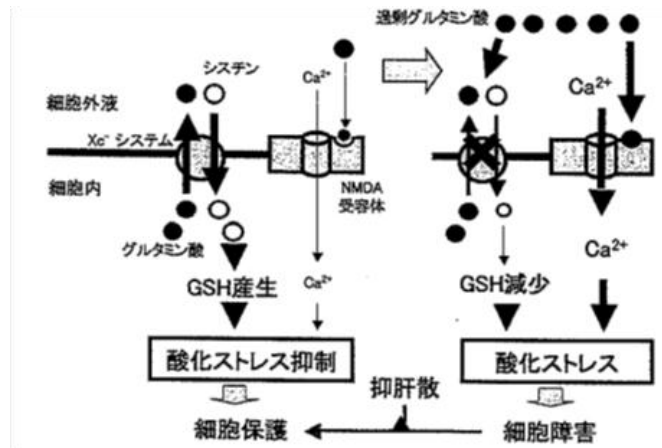 過剰グルタミン酸
シスチン
Ca²⁺
Ca²⁺
細胞外液
Xc⁻ システム
細胞内
NMDA
受容体
グルタミン酸
GSH産生
Ca²⁺
GSH減少
Ca²⁺
酸化ストレス抑制
酸化ストレス
抑肝散
細胞保護
細胞障害